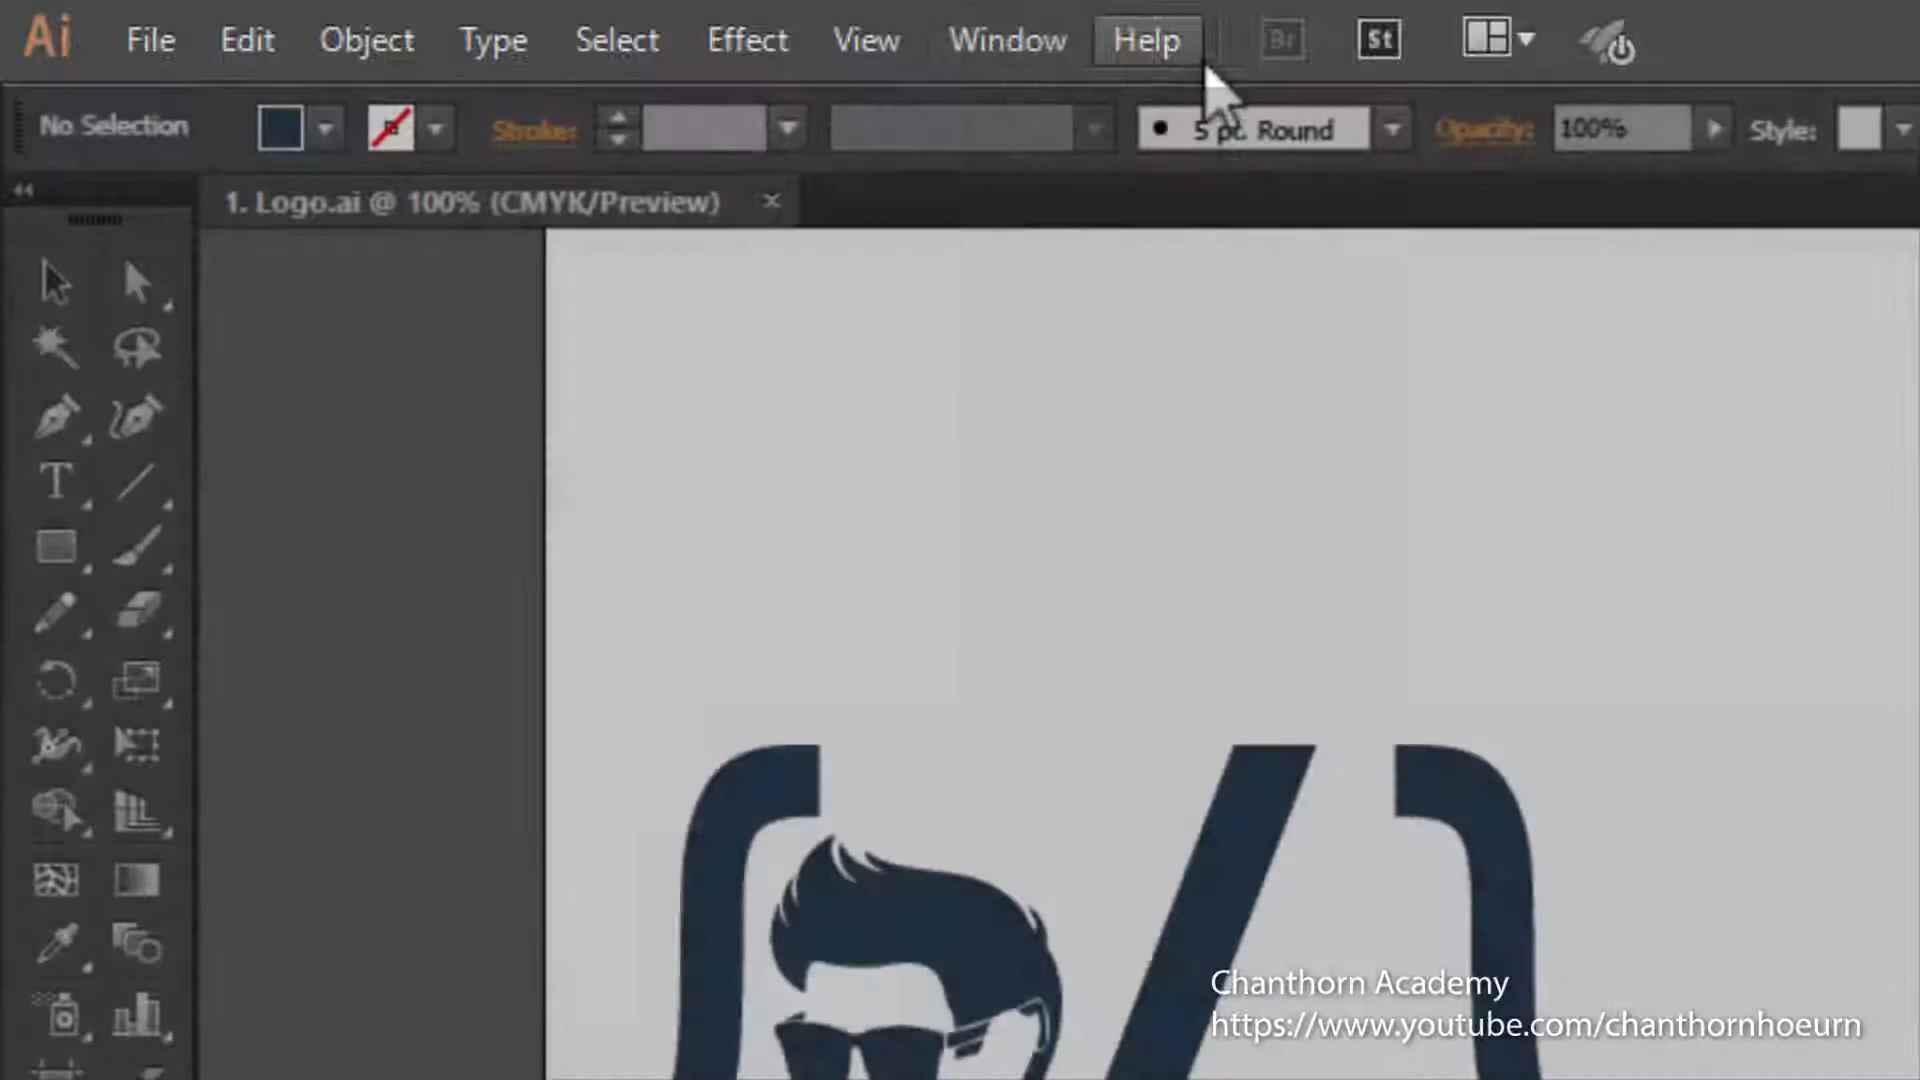 Ai File Edit Object Type Select Effect View Window Help Br St
No Selection Stroke: 5 pt. Round Opacity: 100% Style:
1. Logo.ai @ 100% (CMYK/Preview) ×
Chanthorn Academy
https://www.youtube.com/chanthornhoeurn